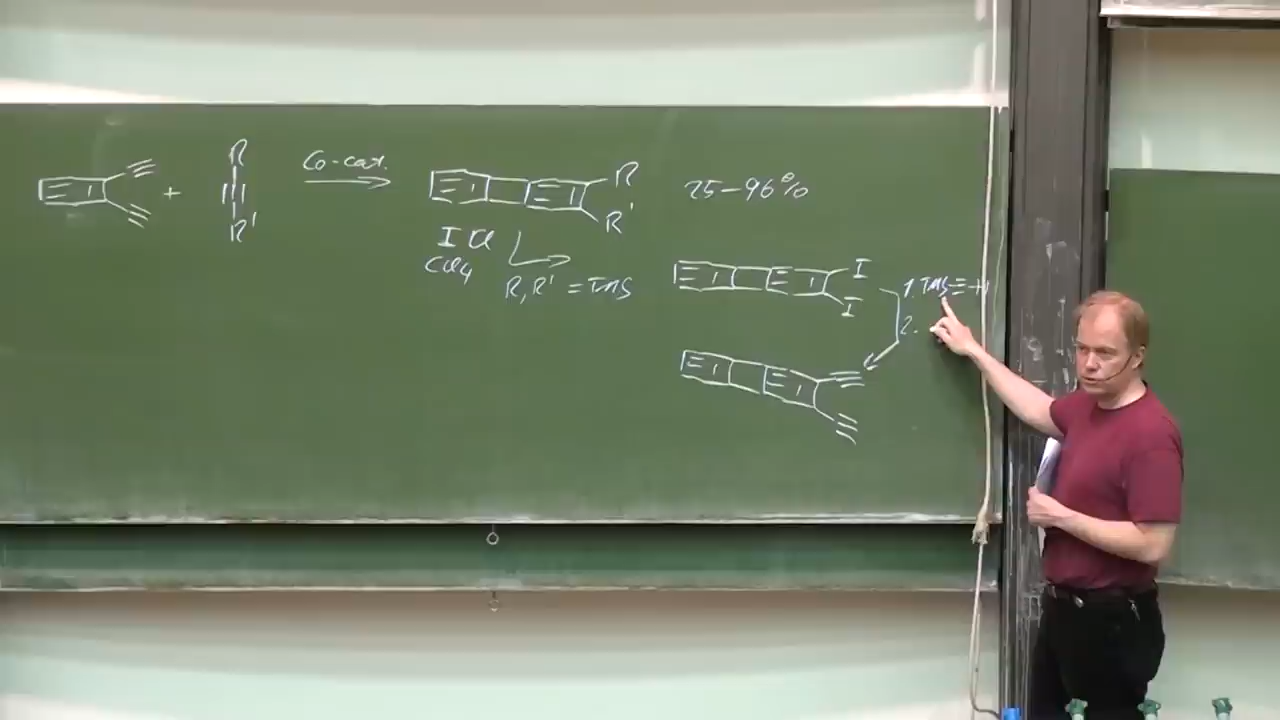 R
Co-cat.
+
R'
R
R'
25-96%
I Cl
CCl4
R, R' = TMS
I
I
1. TMS≡-H
2.